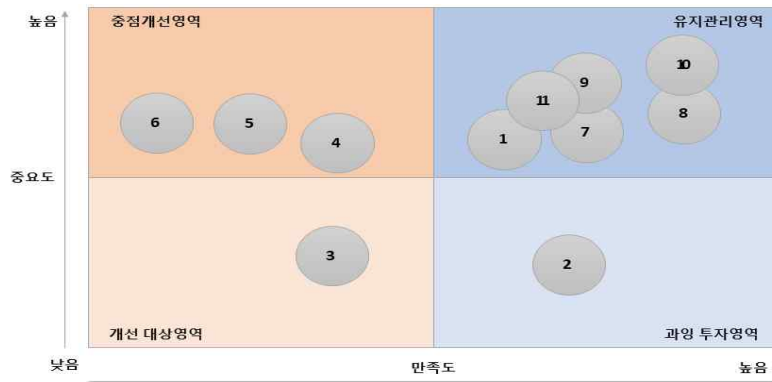 높음
중점개선영역
유지관리영역
10
9
11
8
6
5
7
1
4
중요도
3
2
개선 대상영역
과잉 투자영역
낮음
만족도
높음